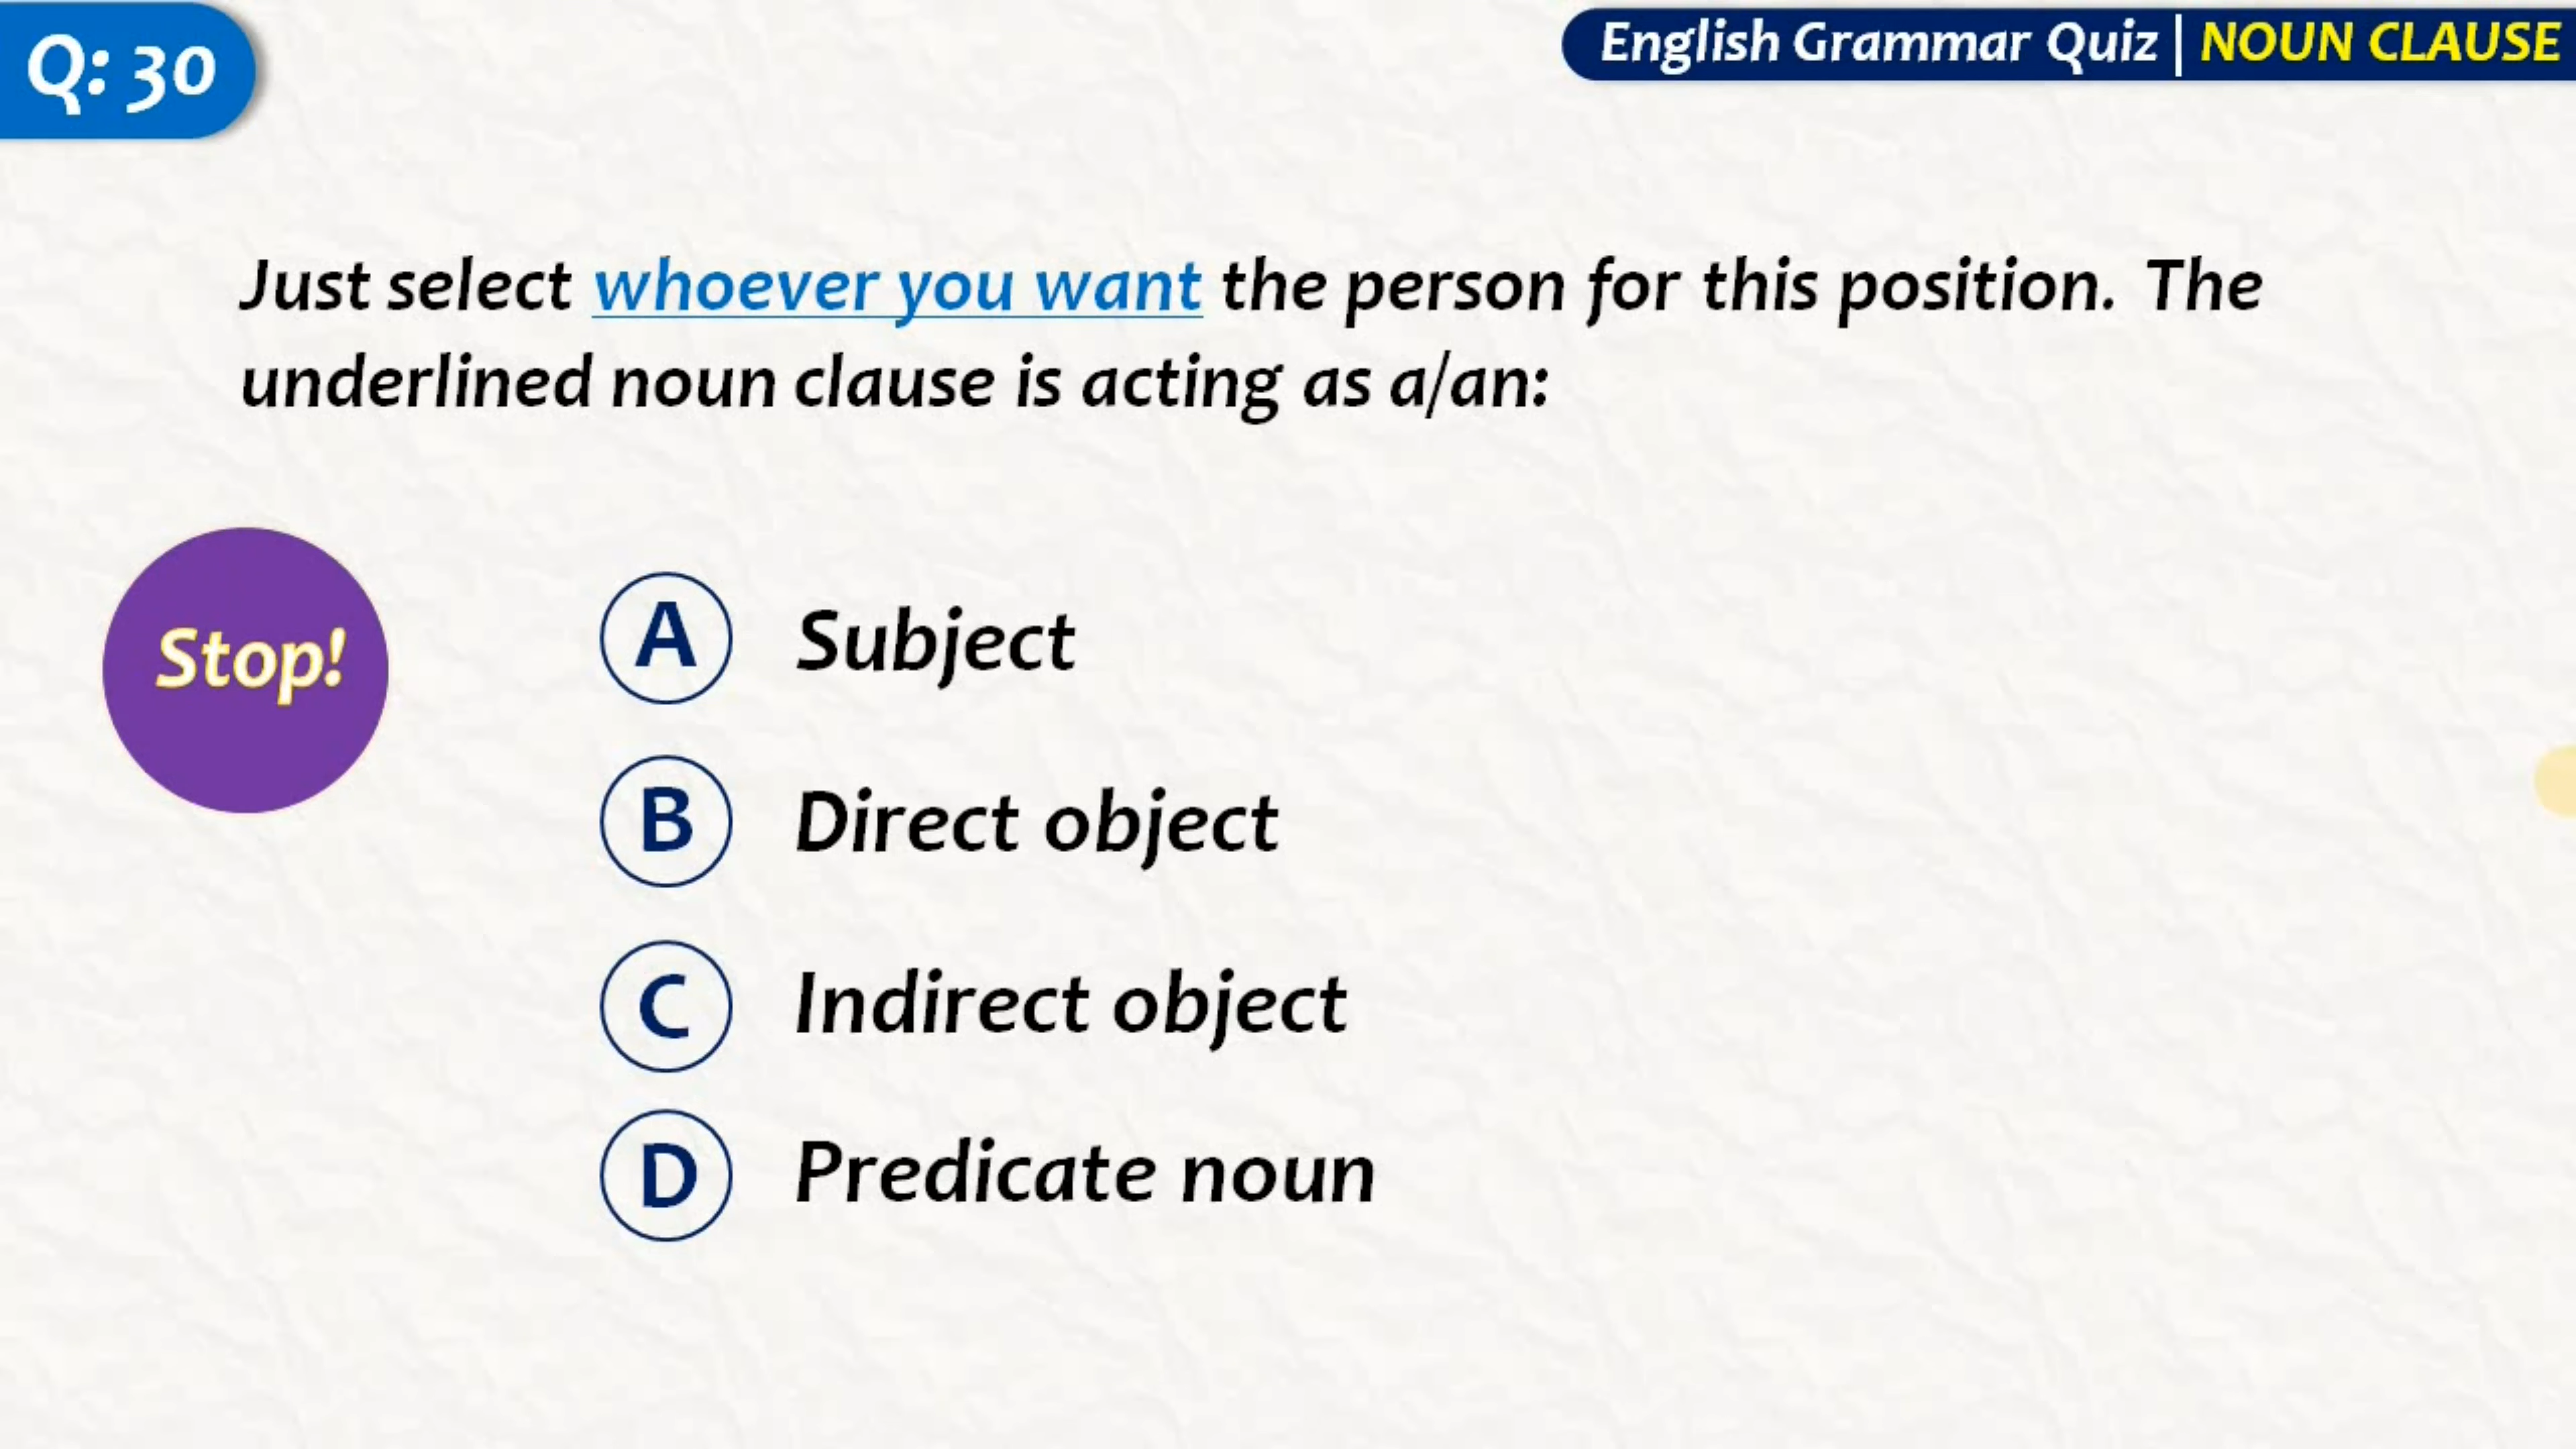 Q: 30
English Grammar Quiz | NOUN CLAUSE
Just select whoever you want the person for this position. The
underlined noun clause is acting as a/an:
Stop!
A Subject
B Direct object
C Indirect object
D Predicate noun